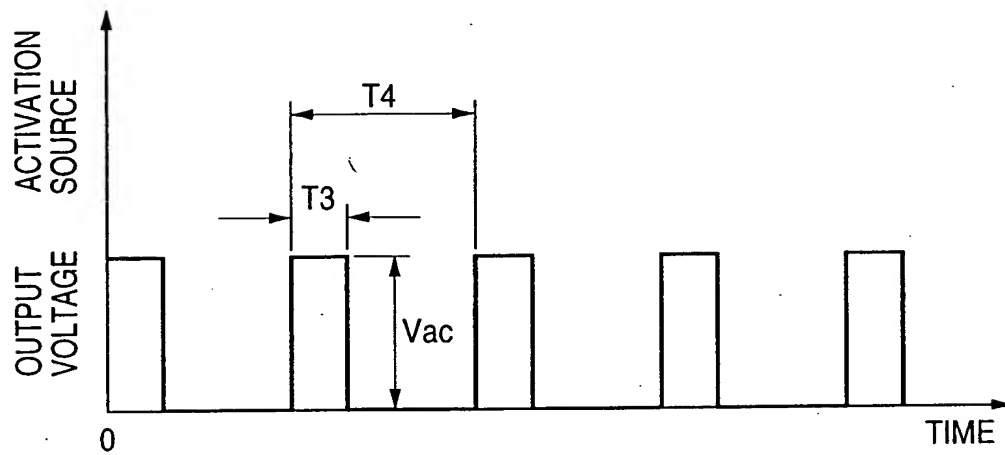 ACTIVATION
SOURCE
OUTPUT
VOLTAGE
T4
T3
Vac
0
TIME